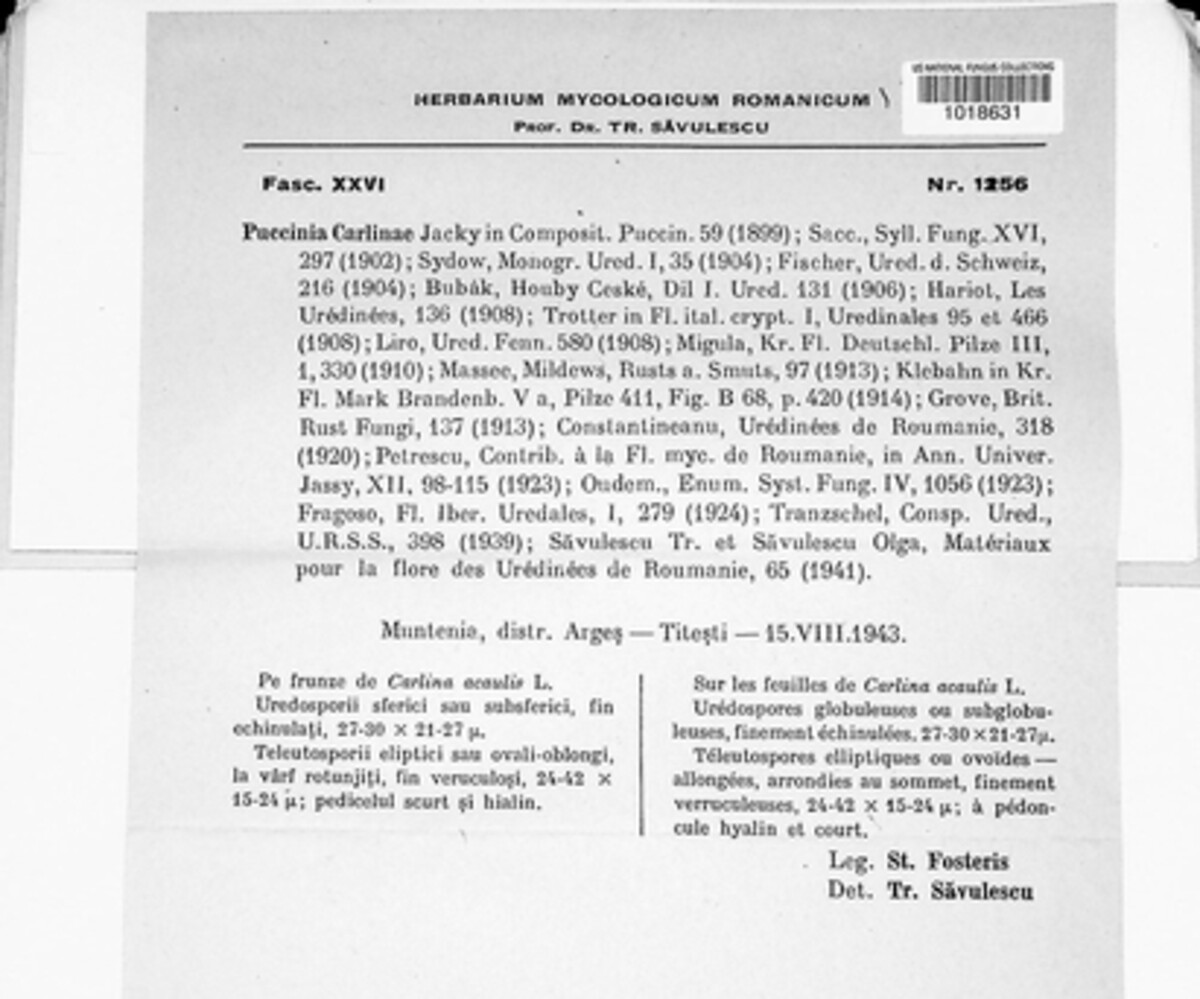 US NATIONAL FUNGUS COLLECTIONS
1018631
HERBARIUM MYCOLOGICUM ROMANICUM
PROF. DR. TR. SĂVULESCU
Fasc. XXVI
Nr. 1256
Puccinia Carlinae Jacky in Composit. Puccin. 59 (1899); Sacc., Syll. Fung. XVI,
297 (1902); Sydow, Monogr. Ured. I, 35 (1904); Fischer, Ured. d. Schweiz,
216 (1904); Bubák, Houby Ceské, Dil I. Ured. 131 (1906); Hariot, Les
Urédinées, 136 (1908); Trotter in Fl. ital. crypt. I, Uredinales 95 et 466
(1908); Liro, Ured. Fenn. 580 (1908); Migula, Kr. Fl. Deutschl. Pilze III,
1, 330 (1910); Massee, Mildews, Rusts a. Smuts, 97 (1913); Klebahn in Kr.
Fl. Mark Brandenb. V a, Pilze 411, Fig. B 68, p. 420 (1914); Grove, Brit.
Rust Fungi, 137 (1913); Constantineanu, Urédinées de Roumanie, 318
(1920); Petrescu, Contrib. à la Fl. myc. de Roumanie, in Ann. Univer.
Jassy, XII, 98-115 (1923); Oudem., Enum. Syst. Fung. IV, 1056 (1923);
Fragoso, Fl. Iber. Uredales, I, 279 (1924); Tranzschel, Consp. Ured.,
U.R.S.S., 398 (1939); Săvulescu Tr. et Săvulescu Olga, Matériaux
pour la flore des Urédinées de Roumanie, 65 (1941).
Muntenia, distr. Argeș — Titești — 15.VIII.1943.
Pe frunze de Carlina acaulis L.
Uredosporii sferici sau subsferici, fin
echinulați, 27-30 × 21-27 µ.
Teleutosporii eliptici sau ovali-oblongi,
la vârf rotunjiți, fin veruculoși, 24-42 ×
15-24 µ; pedicelul scurt și hialin.
Sur les feuilles de Carlina acaulis L.
Urédospores globuleuses ou subglobu-
leuses, finement échinulées, 27-30 × 21-27µ.
Téleutospores elliptiques ou ovoïdes —
allongées, arrondies au sommet, finement
verruculeuses, 24-42 × 15-24 µ; à pédon-
cule hyalin et court.
Leg. St. Fosteris
Det. Tr. Săvulescu